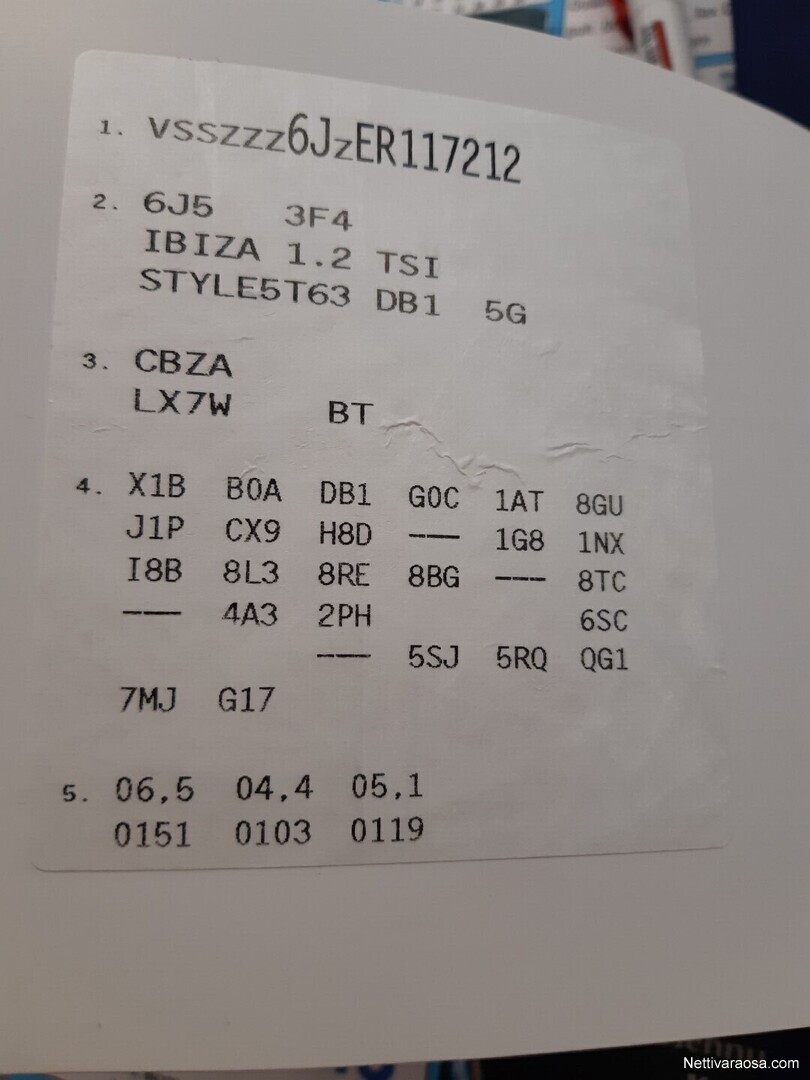 1. VSSZZZ6JZER117212
2. 6J5 3F4
IBIZA 1.2 TSI
STYLE5T63 DB1 5G
3. CBZA
LX7W BT
4. X1B B0A DB1 G0C 1AT 8GU
J1P CX9 H8D --- 1G8 1NX
I8B 8L3 8RE 8BG --- 8TC
--- 4A3 2PH 6SC
--- 5SJ 5RQ QG1
7MJ G17
5. 06,5 04,4 05,1
0151 0103 0119
Nettivaraosa.com